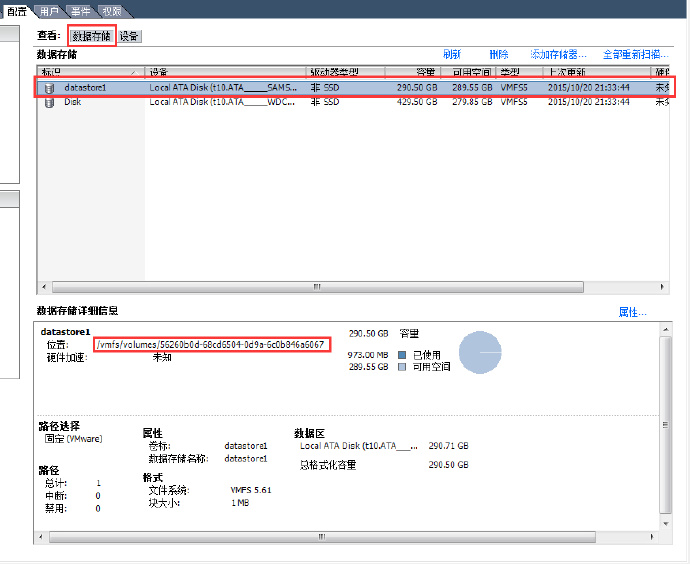 配置 用户 事件 权限
查看: 数据存储 设备
数据存储 刷新 删除 添加存储器... 全部重新扫描...
标识 设备 驱动器类型 容量 可用空间 类型 上次更新 硬件
datastore1 Local ATA Disk (t10.ATA_____SAMS... 非 SSD 290.50 GB 289.55 GB VMFS5 2015/10/20 21:33:44 未知
Disk Local ATA Disk (t10.ATA_____WDC... 非 SSD 429.50 GB 279.85 GB VMFS5 2015/10/20 21:33:44 未知
数据存储详细信息 属性...
datastore1 290.50 GB 容量
位置: /vmfs/volumes/56260b0d-68cd6504-0d9a-6c0b846a6067
硬件加速: 未知 973.00 MB 已使用
289.55 GB 可用空间
路径选择
固定 (VMware)
路径
总计: 1
中断: 0
禁用: 0
属性
卷标: datastore1
数据存储名称: datastore1
格式
文件系统: VMFS 5.61
块大小: 1 MB
数据区
Local ATA Disk (t10.ATA_____... 290.71 GB
总格式化容量 290.50 GB